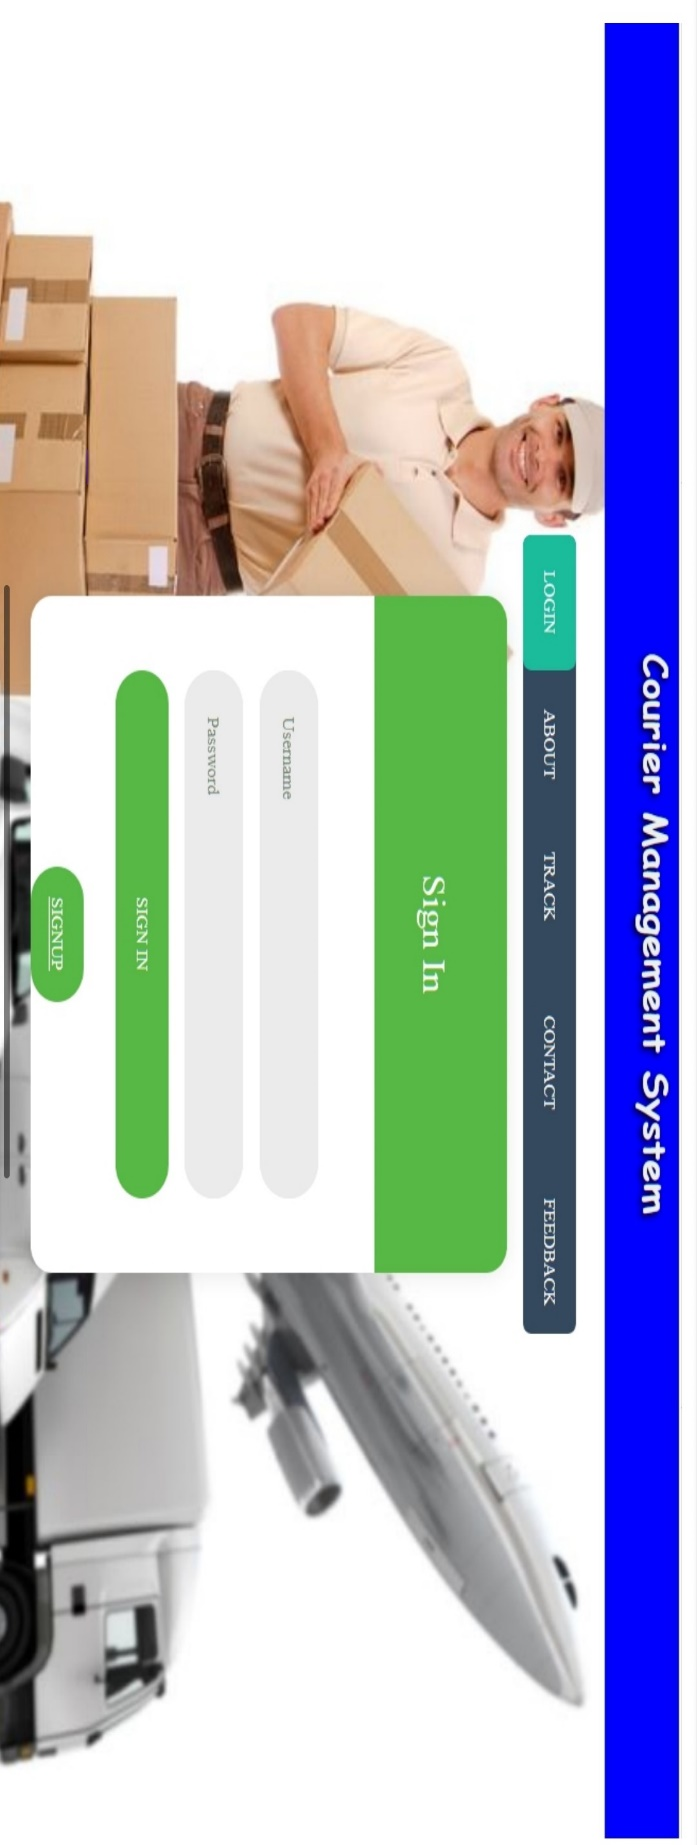 Courier Management System
LOGIN ABOUT TRACK CONTACT FEEDBACK
Sign In
Username
Password
SIGN IN
SIGNUP